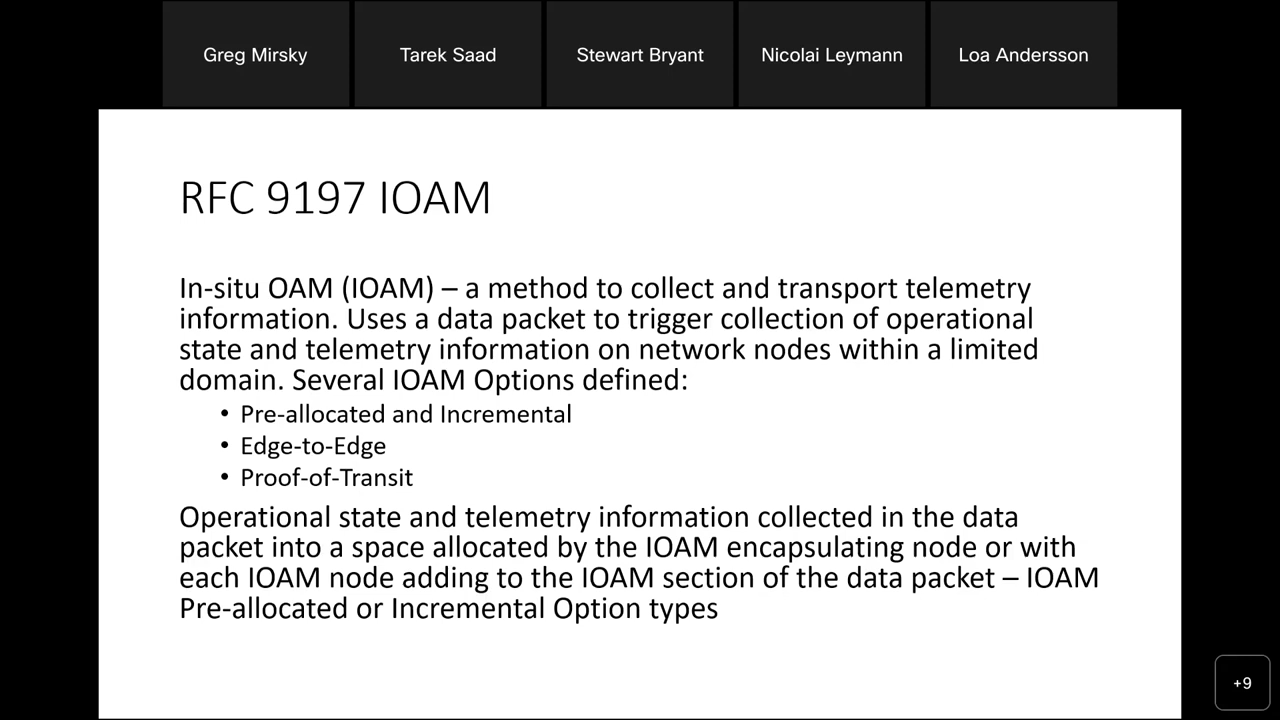 Greg Mirsky
Tarek Saad
Stewart Bryant
Nicolai Leymann
Loa Andersson
RFC 9197 IOAM
In-situ OAM (IOAM) – a method to collect and transport telemetry
information. Uses a data packet to trigger collection of operational
state and telemetry information on network nodes within a limited
domain. Several IOAM Options defined:
• Pre-allocated and Incremental
• Edge-to-Edge
• Proof-of-Transit
Operational state and telemetry information collected in the data
packet into a space allocated by the IOAM encapsulating node or with
each IOAM node adding to the IOAM section of the data packet – IOAM
Pre-allocated or Incremental Option types
+9